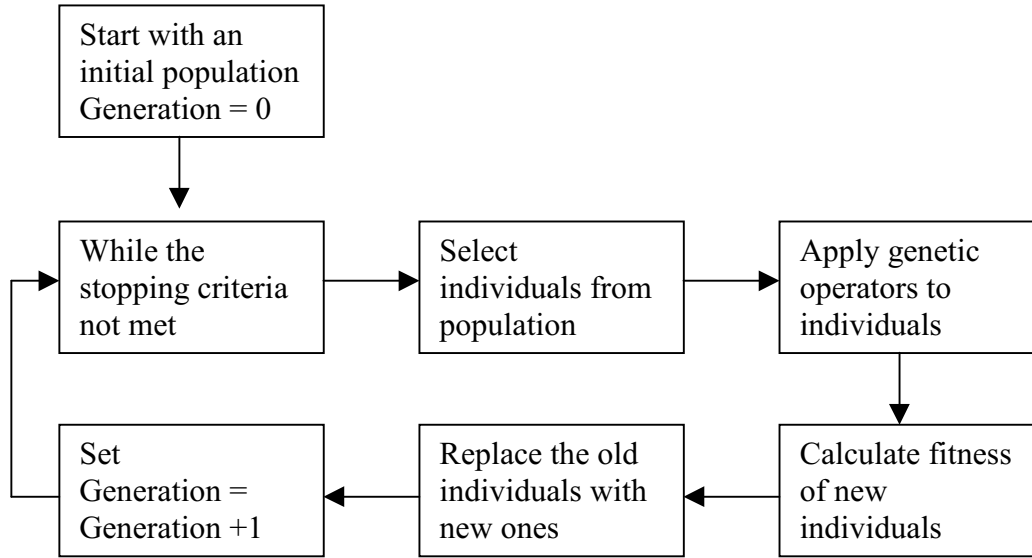 Start with an
initial population
Generation = 0
While the
stopping criteria
not met
Select
individuals from
population
Apply genetic
operators to
individuals
Calculate fitness
of new
individuals
Replace the old
individuals with
new ones
Set
Generation =
Generation +1